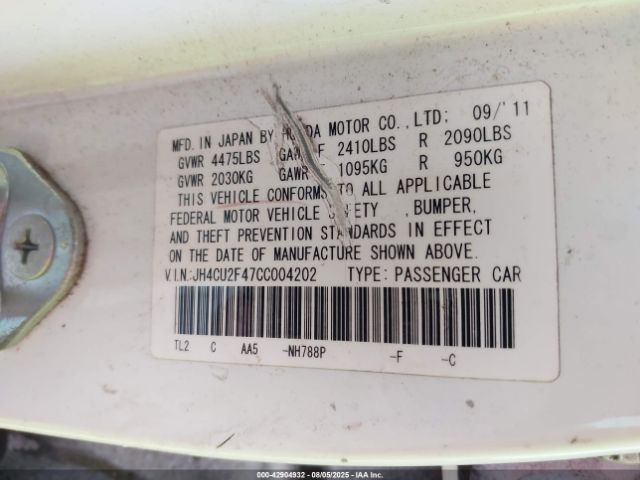 MFD. IN JAPAN BY HONDA MOTOR CO., LTD: 09/'11
GVWR 4475LBS GAWR F 2410LBS R 2090LBS
GVWR 2030KG GAWR 1095KG R 950KG
THIS VEHICLE CONFORMS TO ALL APPLICABLE
FEDERAL MOTOR VEHICLE SAFETY , BUMPER,
AND THEFT PREVENTION STANDARDS IN EFFECT
ON THE DATE OF MANUFACTURE SHOWN ABOVE.
V.I.N:JH4CU2F47CC004202 TYPE: PASSENGER CAR
TL2 C AA5 -NH788P -F -C
000-42904932 - 08/05/2025 - IAA Inc.